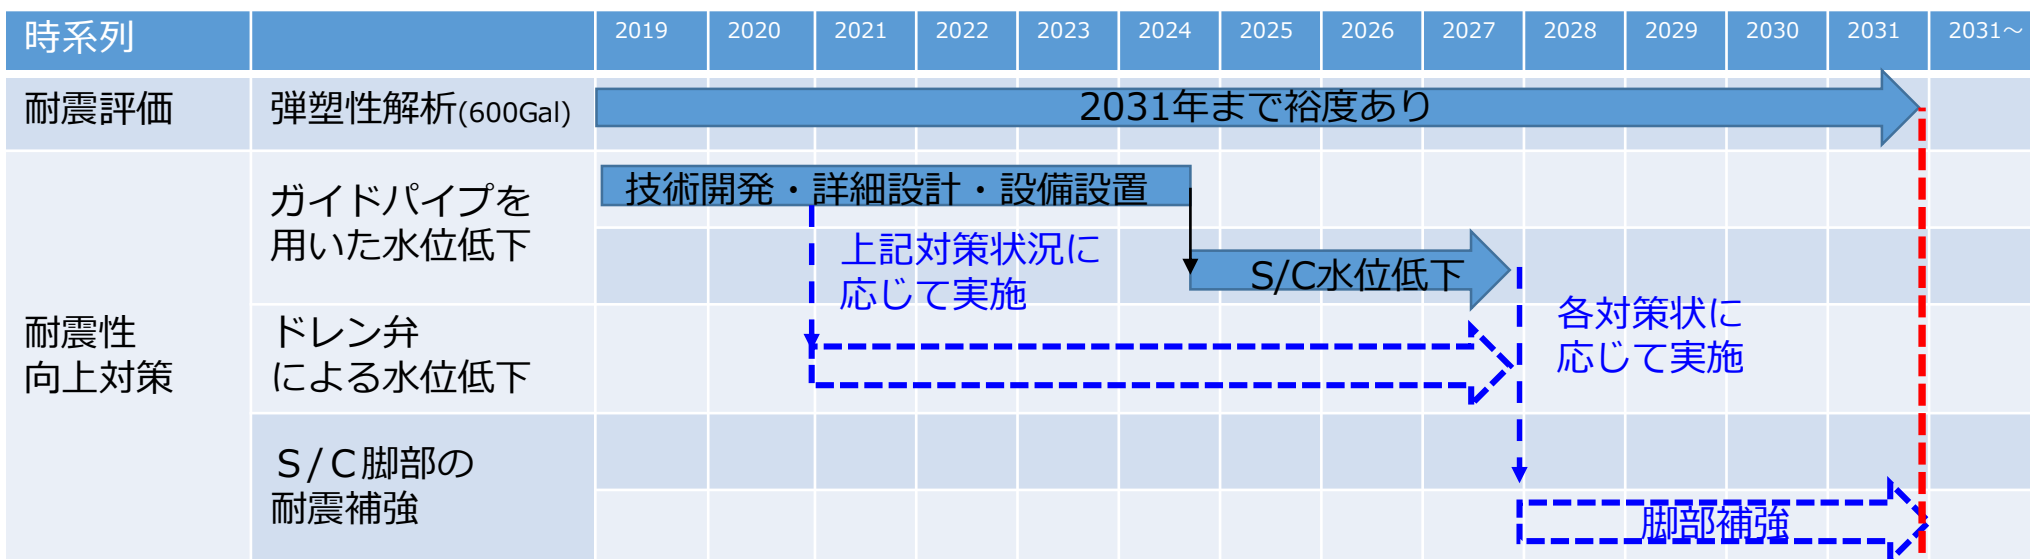 時系列 2019 2020 2021 2022 2023 2024 2025 2026 2027 2028 2029 2030 2031 2031～
耐震評価 弾塑性解析(600Gal) 2031年まで裕度あり
耐震性
向上対策
ガイドパイプを
用いた水位低下
技術開発・詳細設計・設備設置
上記対策状況に
応じて実施
S/C水位低下
ドレン弁
による水位低下
各対策状に
応じて実施
S/C脚部の
耐震補強
脚部補強